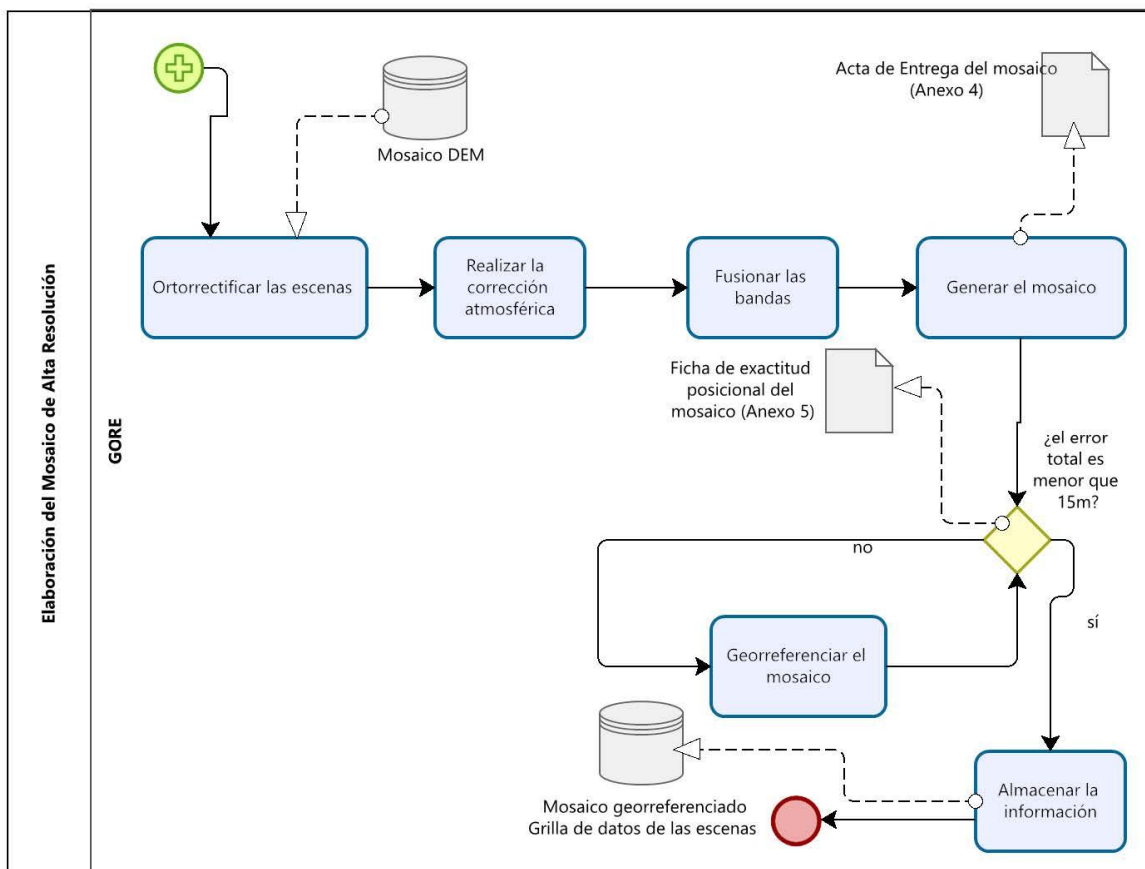 Elaboración del Mosaico de Alta Resolución
GORE
Mosaico DEM
Acta de Entrega del mosaico
(Anexo 4)
Ortorrectificar las escenas
Realizar la
corrección
atmosférica
Fusionar las
bandas
Generar el mosaico
Ficha de exactitud
posicional del
mosaico (Anexo 5)
¿el error
total es
menor que
15m?
no
sí
Georreferenciar el
mosaico
Mosaico georreferenciado
Grilla de datos de las escenas
Almacenar la
información